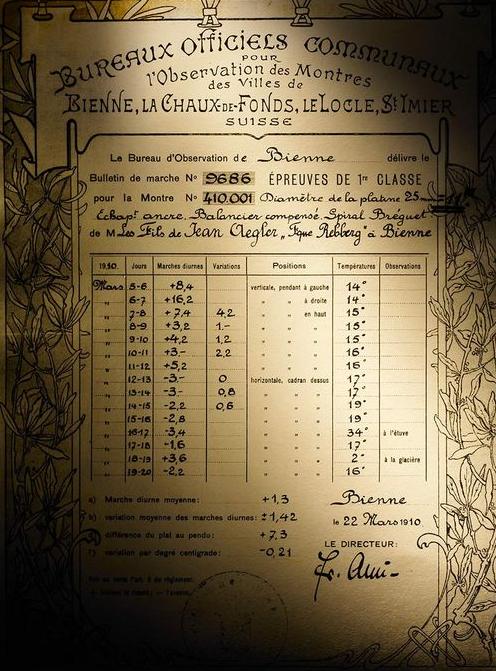 BUREAUX OFFICIELS COMMUNAUX
POUR
l'Observation des Montres
des Villes de
BIENNE, LA CHAUX-DE-FONDS, LE LOCLE, St IMIER
SUISSE
Le Bureau d'Observation de Bienne délivre le
Bulletin de marche No 9686 ÉPREUVES DE 1re CLASSE
pour la Montre No 410.001 Diamètre de la platine 25
Échapt ancre. Balancier compensé. Spiral Bréguet
de M Les Fils de Jean Aegler „Fque Rebberg" à Bienne
1910. Jours Marches diurnes Variations Positions Températures Observations
Mars 5-6 +8,4 verticale, pendant à gauche 14°
" 6-7 +16,2 " " à droite 14°
" 7-8 +7,4 4,2 " " en haut 15°
" 8-9 +3,2 1.- " " " 15°
" 9-10 +4,2 1,2 " " " 15°
" 10-11 +3.- 2,2 " " " 16°
" 11-12 +5,2 " " " 16°
" 12-13 -3.- 0 horizontale, cadran dessus 17°
" 13-14 -3.- 0,8 " " " 17°
" 14-15 -2,2 0,6 " " " 19°
" 15-16 -2,8 " " " 19°
" 16-17 -3,4 " " " 34° à l'étuve
" 17-18 -1,6 " " " 17°
" 18-19 +3,6 " " " 2° à la glacière
" 19-20 -2,2 " " " 16°
a) Marche diurne moyenne: +1,3 Bienne
b) variation moyenne des marches diurnes: ±1,42 le 22 Mars 1910.
différence du plat au pendu: +7,3 LE DIRECTEUR:
f) variation par degré centigrade: -0,21